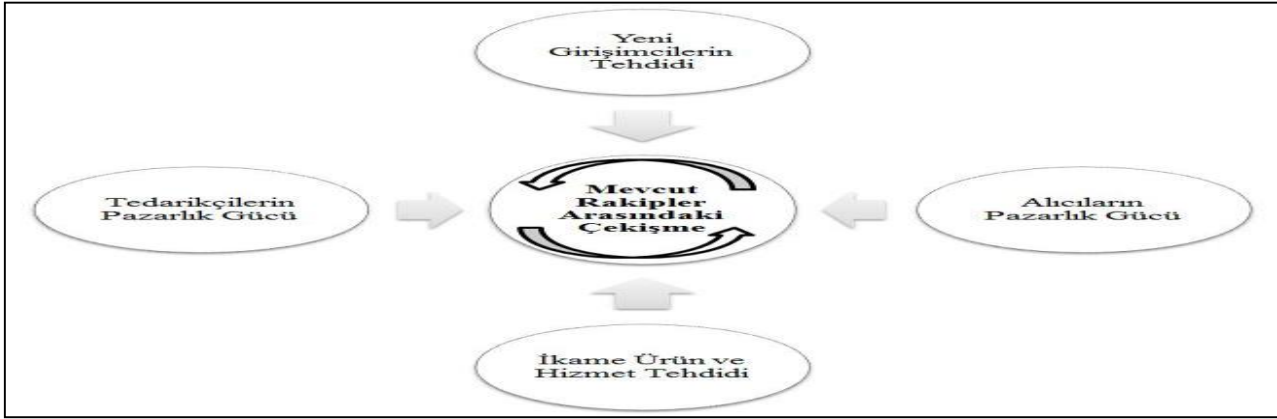 Yeni
Girişimcilerin
Tehdidi
Tedarikçilerin
Pazarlık Gücü
Mevcut
Rakipler
Arasındaki
Çekişme
Alıcıların
Pazarlık Gücü
İkame Ürün ve
Hizmet Tehdidi